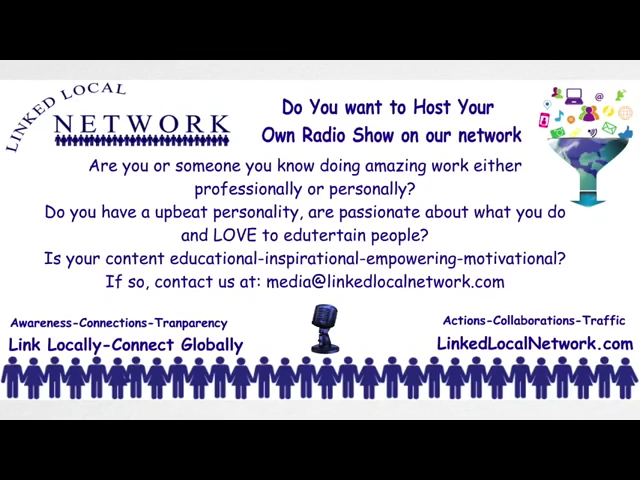 LINKED LOCAL
NETWORK
Do You want to Host Your
Own Radio Show on our network
Are you or someone you know doing amazing work either
professionally or personally?
Do you have a upbeat personality, are passionate about what you do
and LOVE to edutertain people?
Is your content educational-inspirational-empowering-motivational?
If so, contact us at: media@linkedlocalnetwork.com
Awareness-Connections-Tranparency
Link Locally-Connect Globally
Actions-Collaborations-Traffic
LinkedLocalNetwork.com